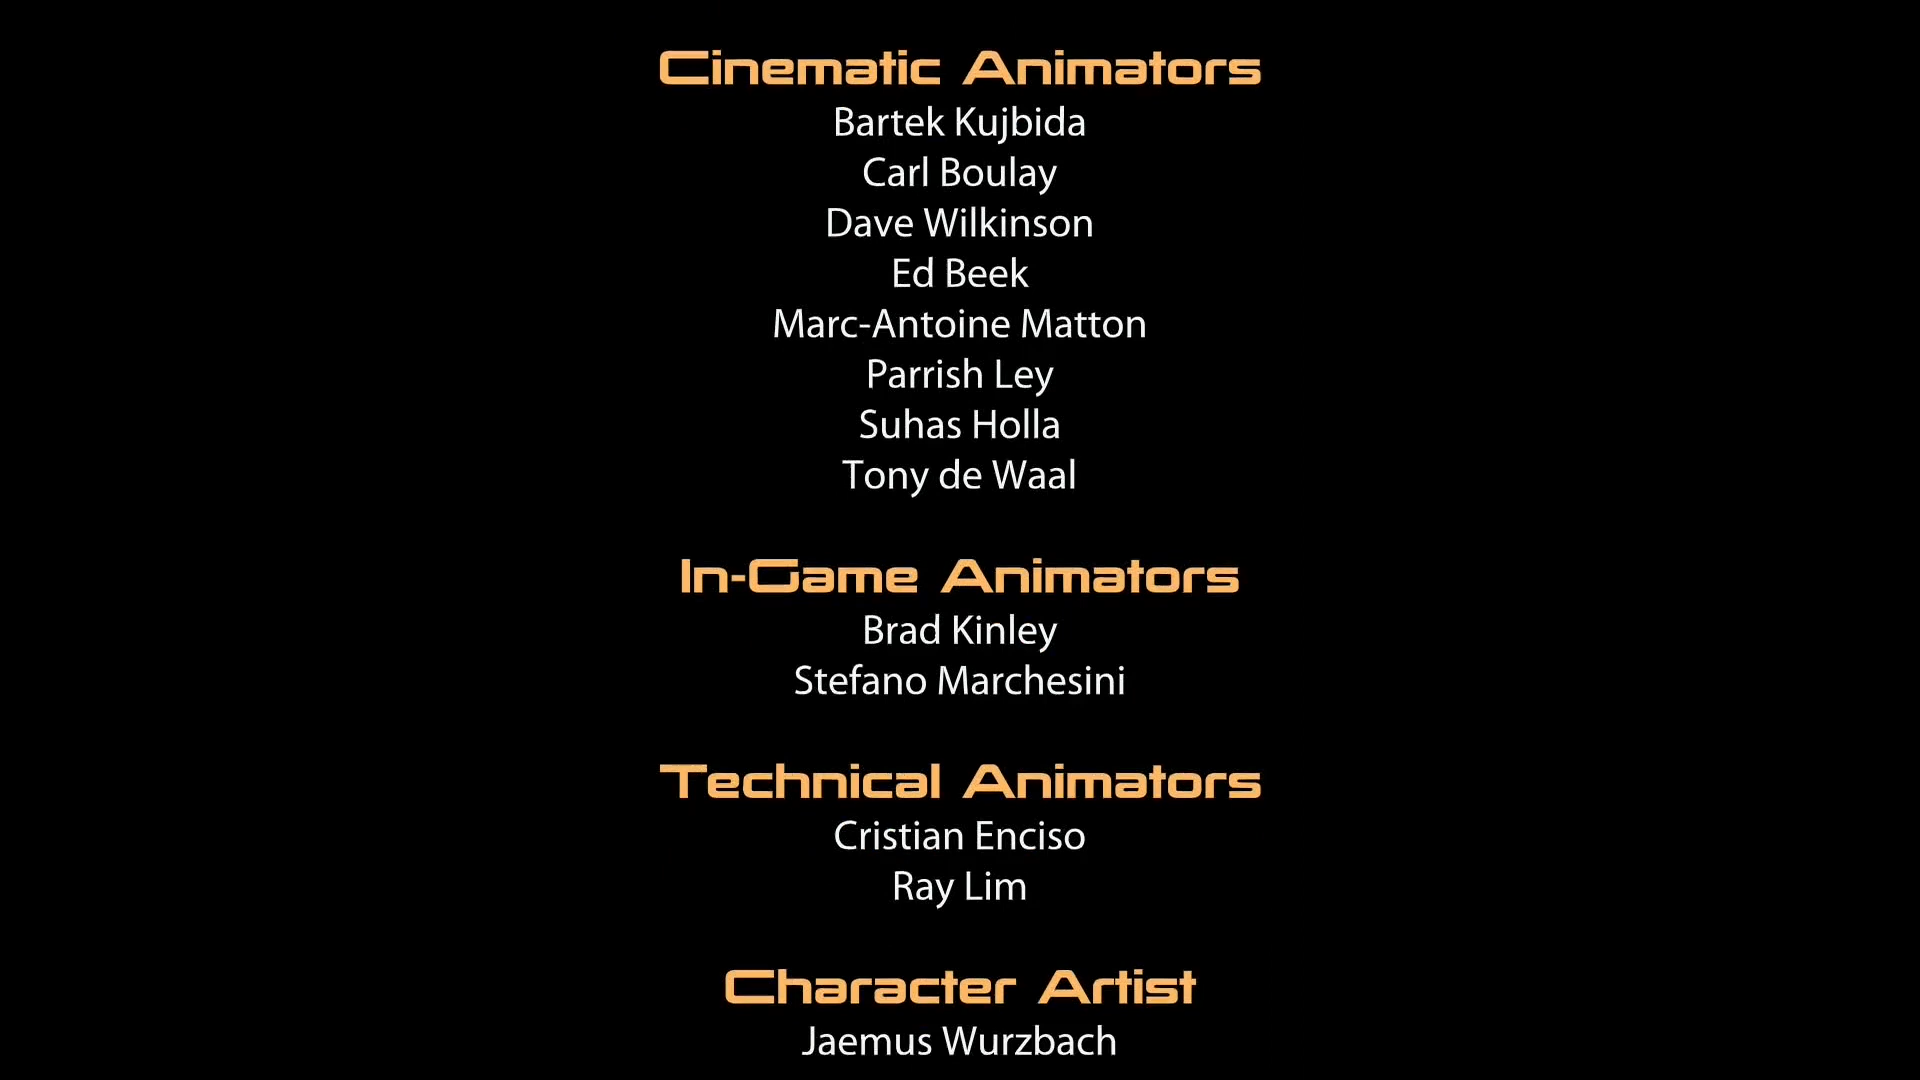 Cinematic Animators
Bartek Kujbida
Carl Boulay
Dave Wilkinson
Ed Beek
Marc-Antoine Matton
Parrish Ley
Suhas Holla
Tony de Waal
In-Game Animators
Brad Kinley
Stefano Marchesini
Technical Animators
Cristian Enciso
Ray Lim
Character Artist
Jaemus Wurzbach